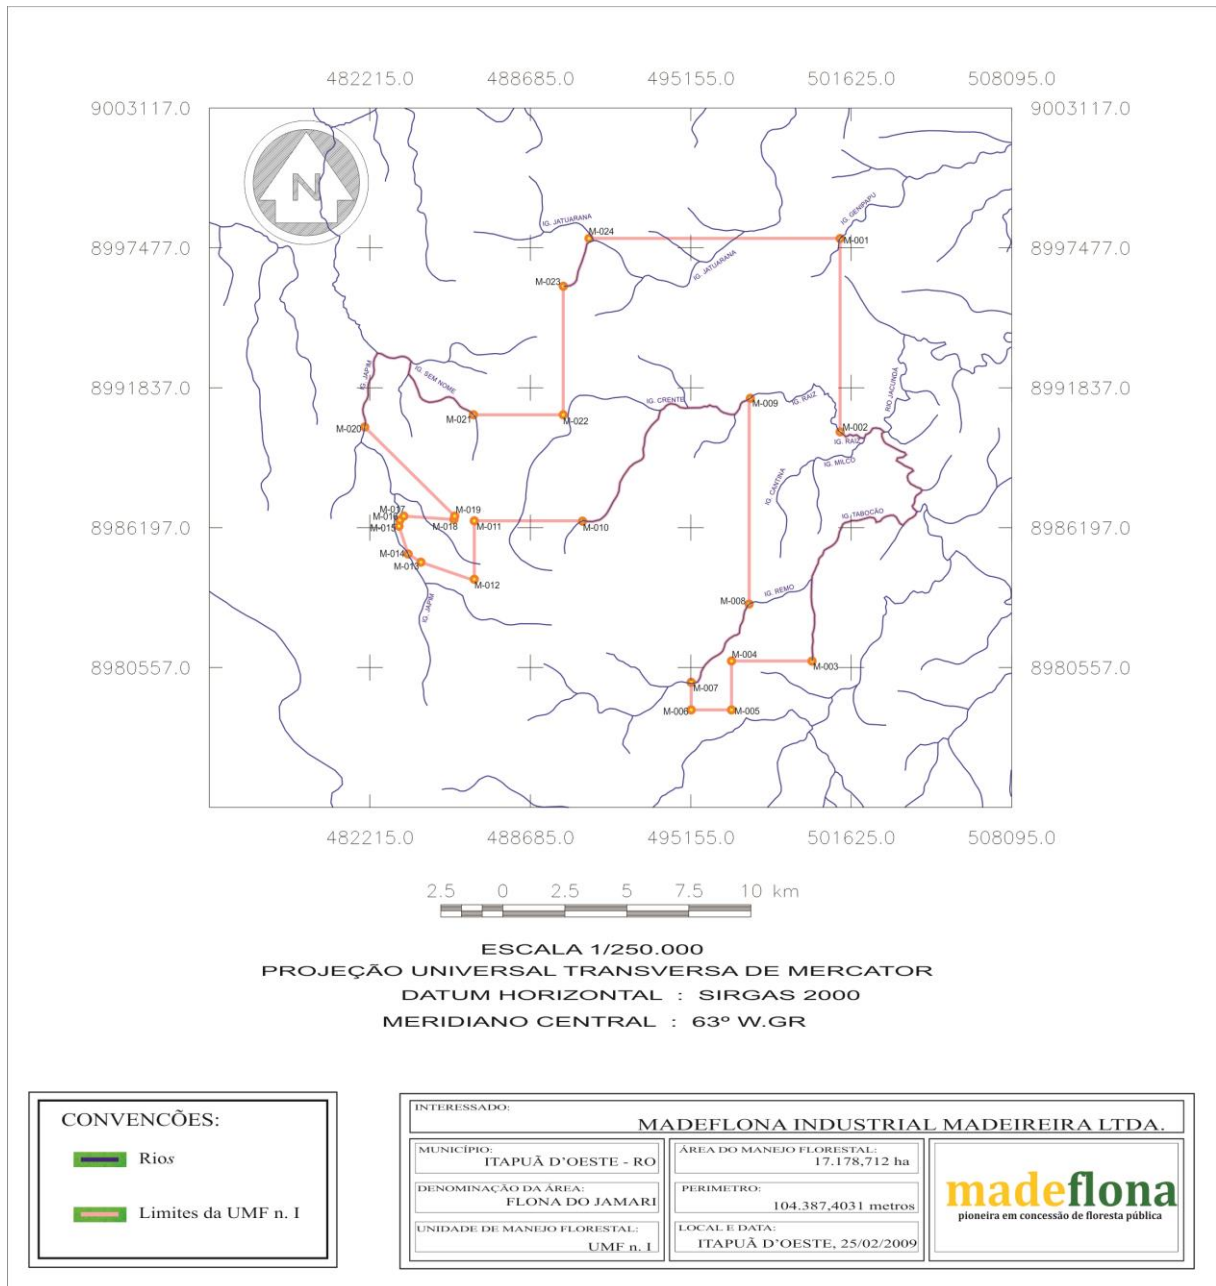 482215.0 488685.0 495155.0 501625.0 508095.0
9003117.0 9003117.0
N
IG. JATUARANA
IG. GENIPAPU
M-024
M-001
8997477.0 8997477.0
IG. JATUARANA
M-023
IG. JAPIM
IG. SEM NOME
RIO JACUNDÁ
8991837.0 8991837.0
IG. CRENTE
M-009
IG. RAIZ
M-021
M-022
M-020
M-002
IG. RAIZ
IG. MILCO
IG. CANTINA
M-017
M-019
M-016
M-018
M-011
M-010
IG. TABOCÃO
8986197.0 8986197.0
M-015
M-014
M-013
M-012
IG. JAPIM
IG. REMO
M-008
8980557.0 8980557.0
M-004
M-003
M-007
M-006
M-005
482215.0 488685.0 495155.0 501625.0 508095.0
2.5 0 2.5 5 7.5 10 km
ESCALA 1/250.000
PROJEÇÃO UNIVERSAL TRANSVERSA DE MERCATOR
DATUM HORIZONTAL : SIRGAS 2000
MERIDIANO CENTRAL : 63º W.GR
CONVENCÕES:
Rios
Limites da UMF n. I
INTERESSADO:
MADEFLONA INDUSTRIAL MADEIREIRA LTDA.
MUNICÍPIO:
ITAPUÃ D'OESTE - RO
ÁREA DO MANEJO FLORESTAL:
17.178,712 ha
DENOMINAÇÃO DA ÁREA:
FLONA DO JAMARI
PERIMETRO:
104.387,4031 metros
UNIDADE DE MANEJO FLORESTAL:
UMF n. I
LOCAL E DATA:
ITAPUÃ D'OESTE, 25/02/2009
madeflona
pioneira em concessão de floresta pública